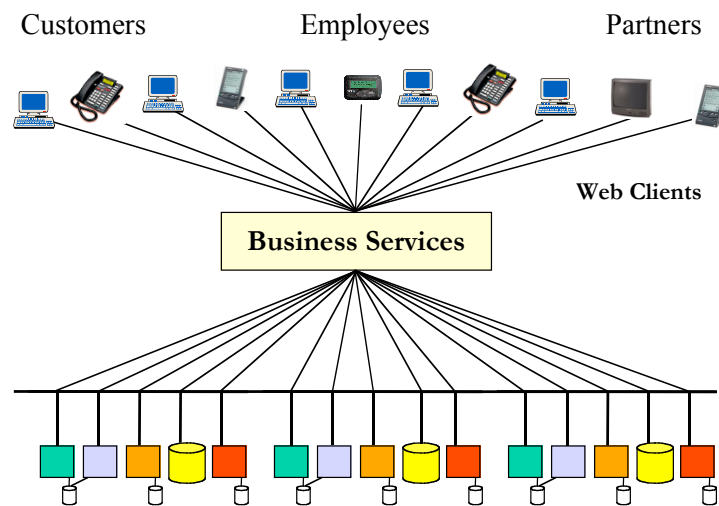 Customers
Employees
Partners
Web Clients
Business Services